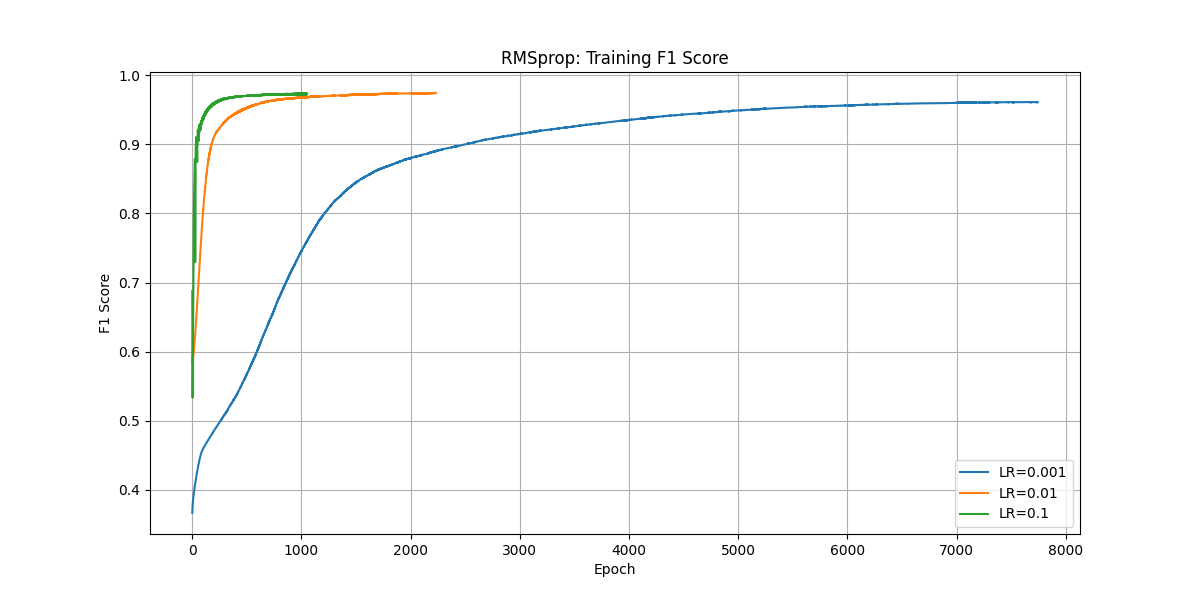 RMSprop: Training F1 Score
1.0
0.9
0.8
0.7
0.6
0.5
0.4
F1 Score
0 1000 2000 3000 4000 5000 6000 7000 8000
Epoch
LR=0.001
LR=0.01
LR=0.1